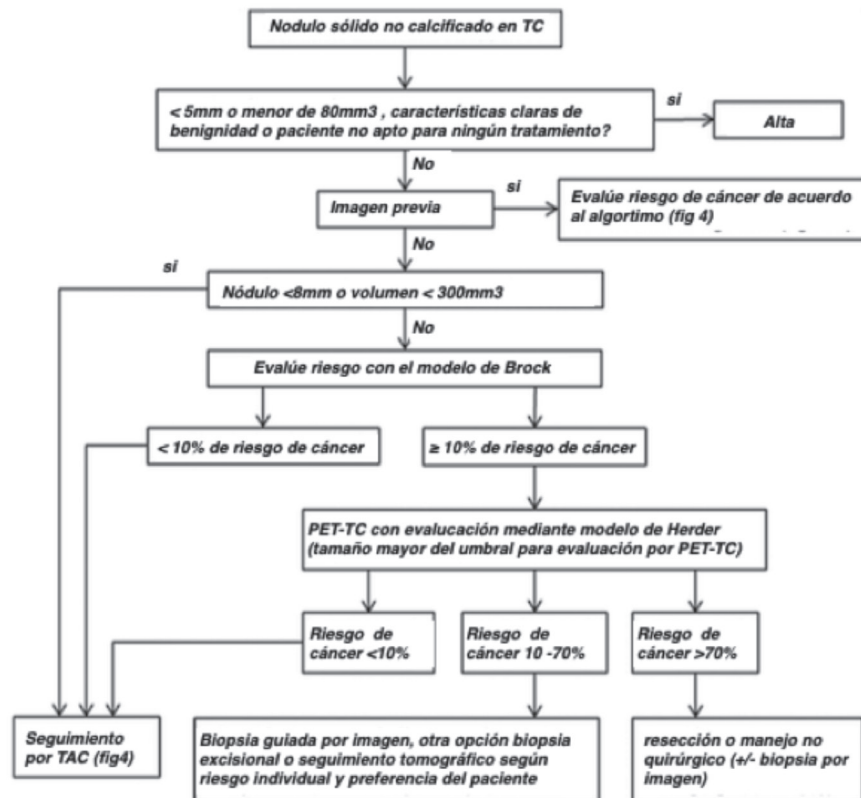 Nodulo sólido no calcificado en TC
< 5mm o menor de 80mm3 , características claras de
benignidad o paciente no apto para ningún tratamiento?
si
Alta
No
Imagen previa
si
Evalúe riesgo de cáncer de acuerdo
al algortimo (fig 4)
No
si
Nódulo <8mm o volumen < 300mm3
No
Evalúe riesgo con el modelo de Brock
< 10% de riesgo de cáncer
≥ 10% de riesgo de cáncer
PET-TC con evalucación mediante modelo de Herder
(tamaño mayor del umbral para evaluación por PET-TC)
Riesgo de
cáncer <10%
Riesgo de
cáncer 10 -70%
Riesgo de
cáncer >70%
Seguimiento
por TAC (fig4)
Biopsia guiada por imagen, otra opción biopsia
excisional o seguimiento tomográfico según
riesgo individual y preferencia del paciente
resección o manejo no
quirúrgico (+/- biopsia por
imagen)